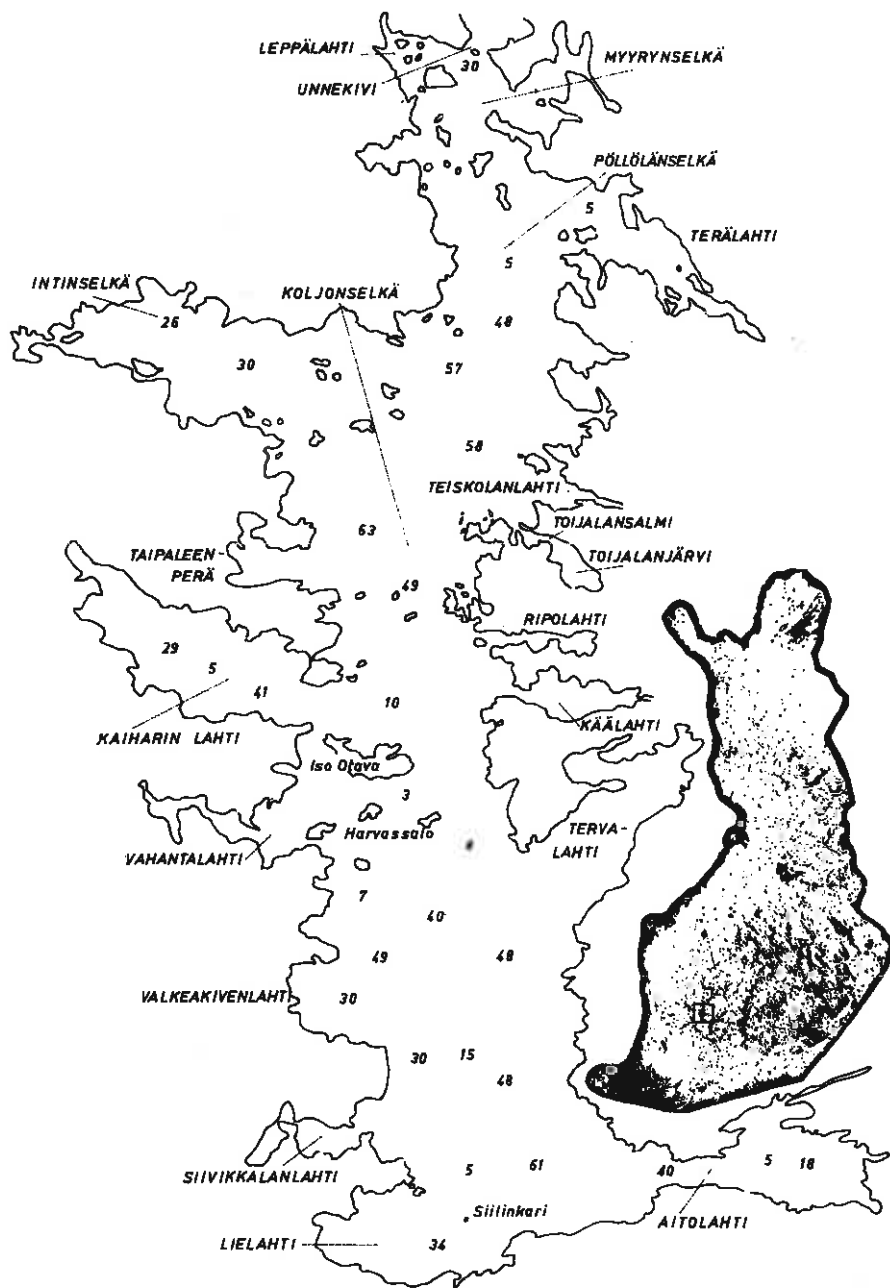 LEPPÄLAHTI
30
MYYRYNSELKÄ
UNNEKIVI
PÖLLÖLÄNSELKÄ
5
TERÄLAHTI
5
INTINSELKÄ
KOLJONSELKÄ
26
48
30
57
58
TEISKOLANLAHTI
63
TOIJALANSALMI
TAIPALEEN-
PERÄ
TOIJALANJÄRVI
49
RIPOLAHTI
29
5
41
10
KÄÄLAHTI
KAIHARIN LAHTI
Iso Otava
3
Harvassalo
TERVA-
LAHTI
VAHANTALAHTI
7
40
49
48
VALKEAKIVENLAHTI
30
30
15
48
SIIVIKKALANLAHTI
5
61
40
5
18
Siilinkari
AITOLAHTI
LIELAHTI
34